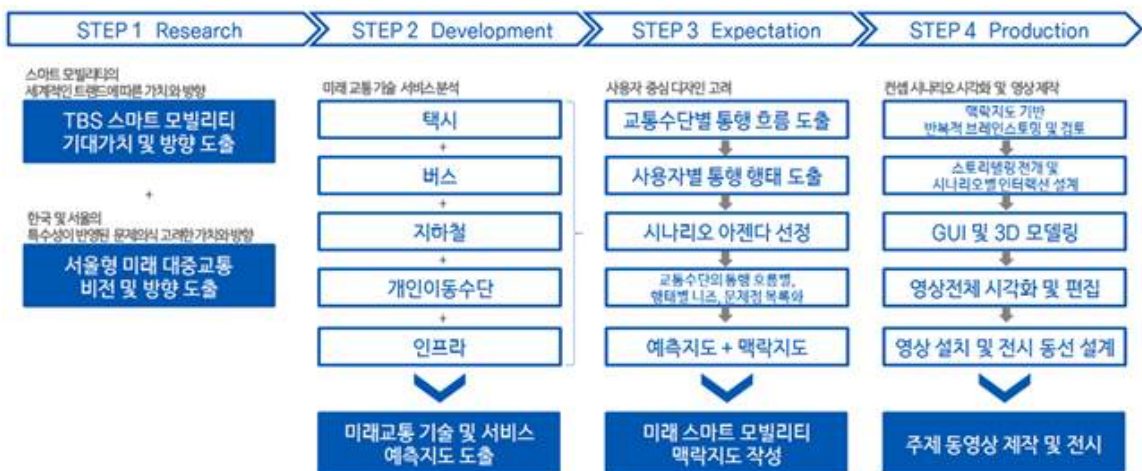 STEP 1 Research
STEP 2 Development
STEP 3 Expectation
STEP 4 Production
스마트 모빌리티의
세계적인 트랜드에 따른 가치와 방향
TBS 스마트 모빌리티
기대가치 및 방향 도출
+
한국 및 서울의
특수성이 반영된 문제의식 고려한 가치와 방향
서울형 미래 대중교통
비전 및 방향 도출
미래 교통 기술 서비스 분석
택시
+
버스
+
지하철
+
개인이동수단
+
인프라
미래교통 기술 및 서비스
예측지도 도출
사용자 중심 디자인 고려
교통수단별 통행 흐름 도출
사용자별 통행 행태 도출
시나리오 아젠다 선정
교통수단의 통행 흐름별,
행태별 니즈, 문제점 목록화
예측지도 + 맥락지도
미래 스마트 모빌리티
맥락지도 작성
컨셉 시나리오 시각화 및 영상 제작
맥락지도 기반
반복적 브레인스토밍 및 검토
스토리텔링 전개 및
시나리오별 인터랙션 설계
GUI 및 3D 모델링
영상전체 시각화 및 편집
영상 설치 및 전시 동선 설계
주제 동영상 제작 및 전시